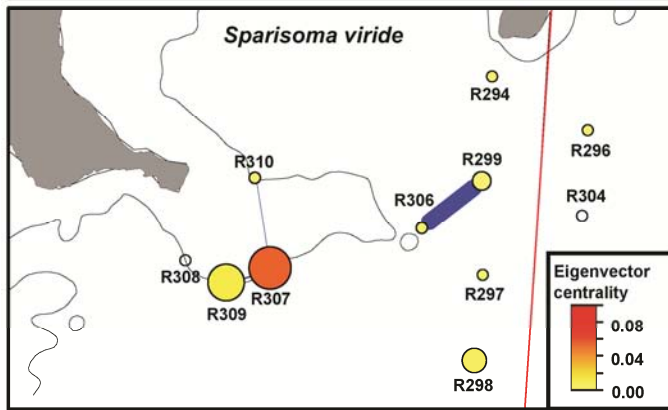 Sparisoma viride
R294
R296
R310
R299
R306
R304
R308
R307
R309
R297
R298
Eigenvector
centrality
0.08
0.04
0.00